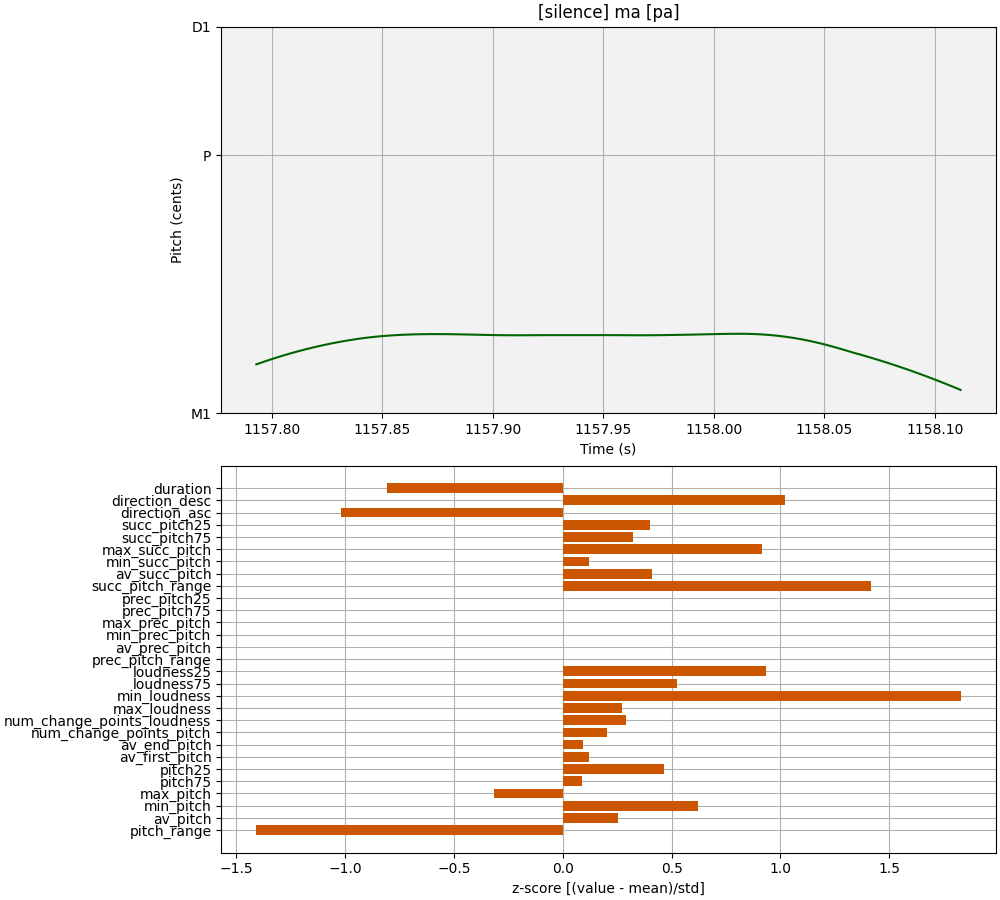 [silence] ma [pa]
D1
P
M1
Pitch (cents)
1157.80 1157.85 1157.90 1157.95 1158.00 1158.05 1158.10
Time (s)
duration
direction_desc
direction_asc
succ_pitch25
succ_pitch75
max_succ_pitch
min_succ_pitch
av_succ_pitch
succ_pitch_range
prec_pitch25
prec_pitch75
max_prec_pitch
min_prec_pitch
av_prec_pitch
prec_pitch_range
loudness25
loudness75
min_loudness
max_loudness
num_change_points_loudness
num_change_points_pitch
av_end_pitch
av_first_pitch
pitch25
pitch75
max_pitch
min_pitch
av_pitch
pitch_range
−1.5 −1.0 −0.5 0.0 0.5 1.0 1.5
z-score [(value - mean)/std]